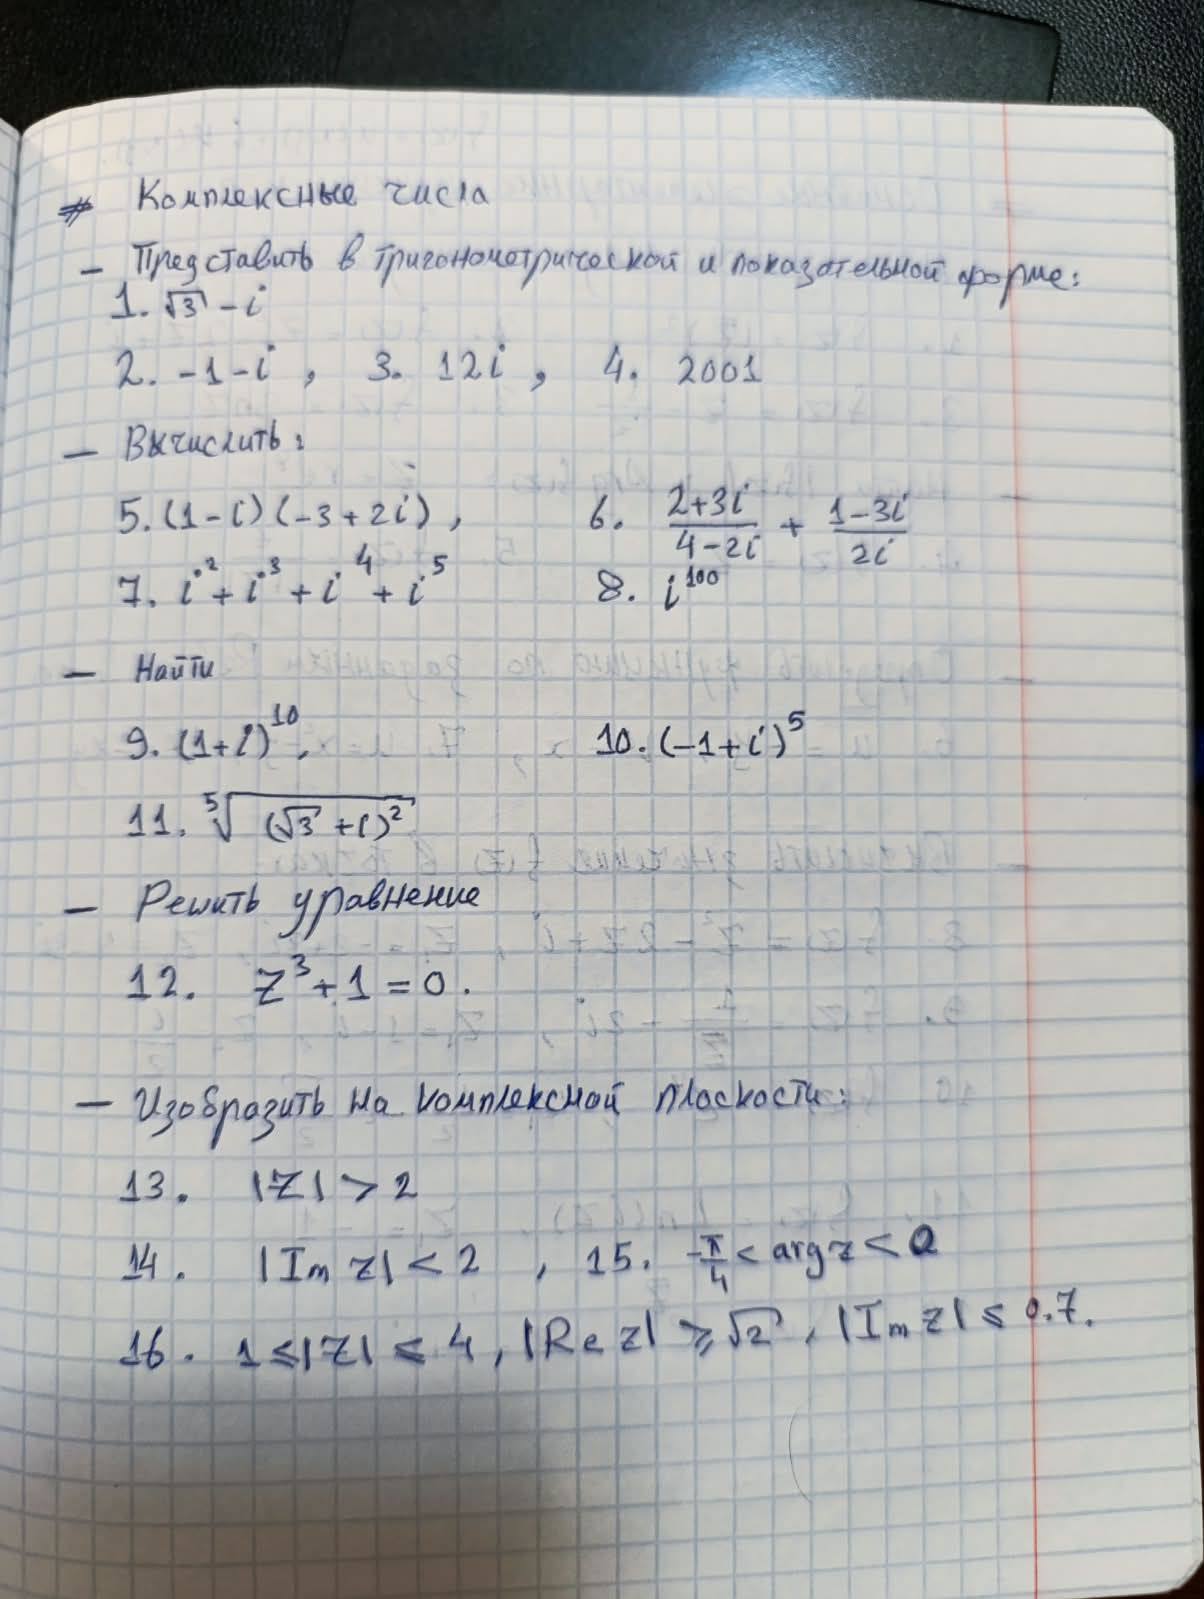 # Комплексные числа
– Представить в тригонометрической и показательной форме:
1. √3 – i
2. –1 – i , 3. 12i , 4. 2001
– Вычислить:
5. (1 – i)(–3 + 2i) , 6. (2+3i)/(4–2i) + (1–3i)/(2i)
7. i² + i³ + i⁴ + i⁵ 8. i¹⁰⁰
– Найти
9. (1+i)¹⁰, 10. (–1+i)⁵
11. ⁵√((√3 + i)²)
– Решить уравнение
12. z³ + 1 = 0.
– Изобразить на комплексной плоскости:
13. |z| > 2
14. |Im z| < 2 , 15. –π/4 < arg z < 0
16. 1 ≤ |z| ≤ 4, |Re z| ≥ √2, |Im z| ≤ 0.7.